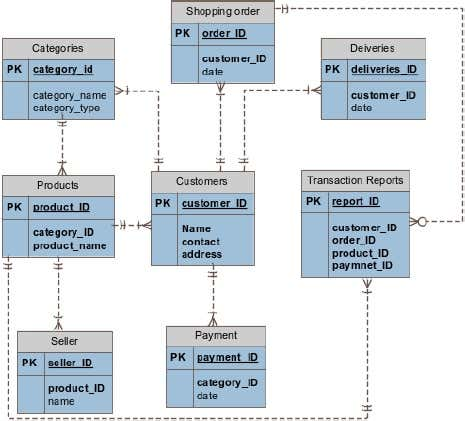 Shopping order
PK order_ID
customer_ID
date
Categories
PK category_id
category_name
category_type
Deliveries
PK deliveries_ID
customer_ID
date
Products
PK product_ID
category_ID
product_name
Customers
PK customer_ID
Name
contact
address
Transaction Reports
PK report_ID
customer_ID
order_ID
product_ID
paymnet_ID
Seller
PK seller_ID
product_ID
name
Payment
PK payment_ID
category_ID
date